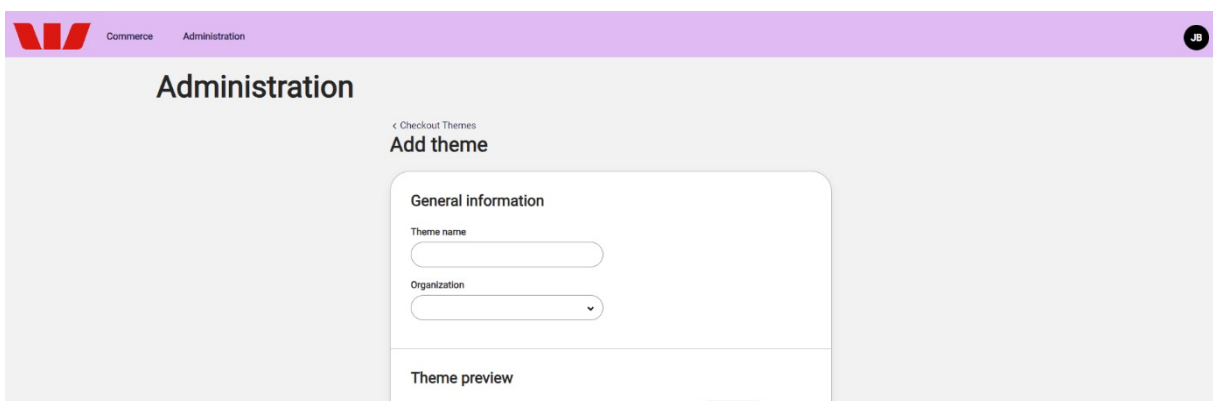 Commerce Administration JB
Administration
< Checkout Themes
Add theme
General information
Theme name
Organization
Theme preview